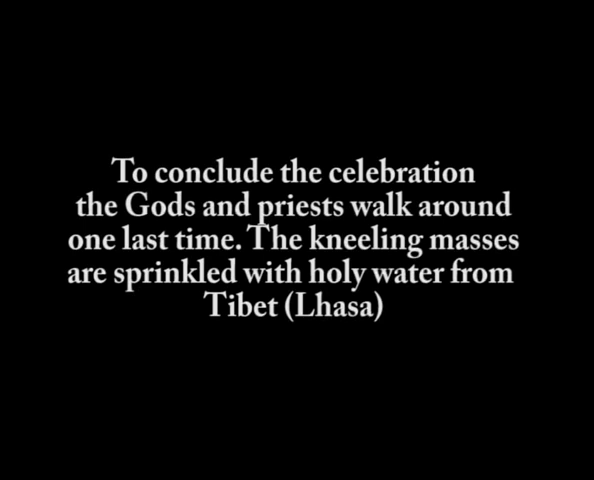 To conclude the celebration
the Gods and priests walk around
one last time. The kneeling masses
are sprinkled with holy water from
Tibet (Lhasa)